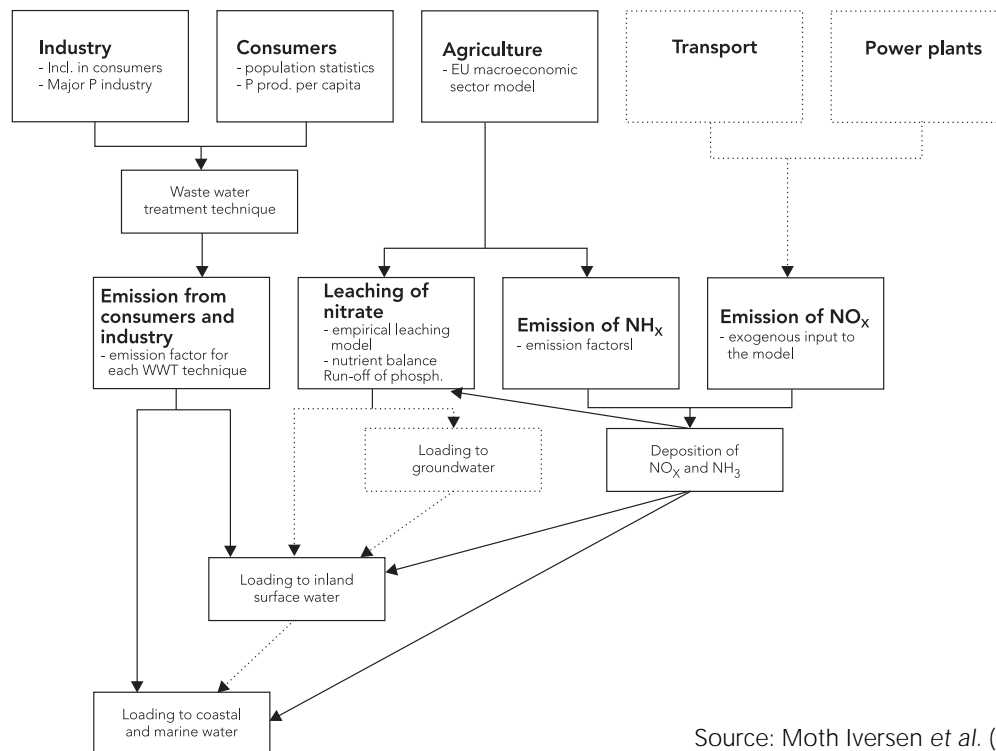 Industry
- Incl. in consumers
- Major P industry
Consumers
- population statistics
- P prod. per capita
Agriculture
- EU macroeconomic
sector model
Transport
Power plants
Waste water
treatment technique
Emission from
consumers and
industry
- emission factor for
each WWT technique
Leaching of
nitrate
- empirical leaching
model
- nutrient balance
Run-off of phosph.
Emission of NHX
- emission factorsl
Emission of NOX
- exogenous input to
the model
Loading to
groundwater
Deposition of
NOX and NH3
Loading to inland
surface water
Loading to coastal
and marine water
Source: Moth Iversen et al. (